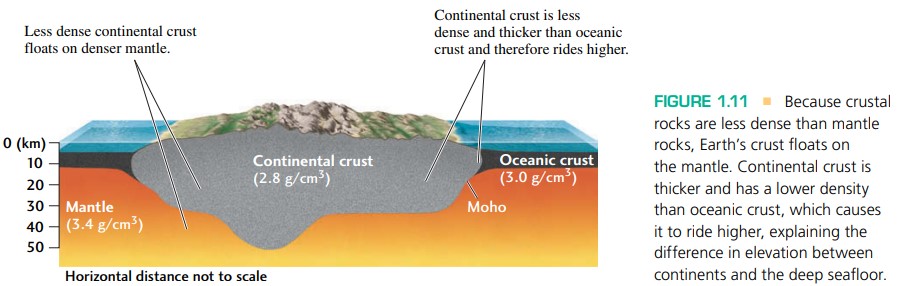 Less dense continental crust
floats on denser mantle.
Continental crust is less
dense and thicker than oceanic
crust and therefore rides higher.
0 (km)
10
20
30
40
50
Continental crust
(2.8 g/cm³)
Oceanic crust
(3.0 g/cm³)
Mantle
(3.4 g/cm³)
Moho
Horizontal distance not to scale
FIGURE 1.11 ■ Because crustal
rocks are less dense than mantle
rocks, Earth’s crust floats on
the mantle. Continental crust is
thicker and has a lower density
than oceanic crust, which causes
it to ride higher, explaining the
difference in elevation between
continents and the deep seafloor.